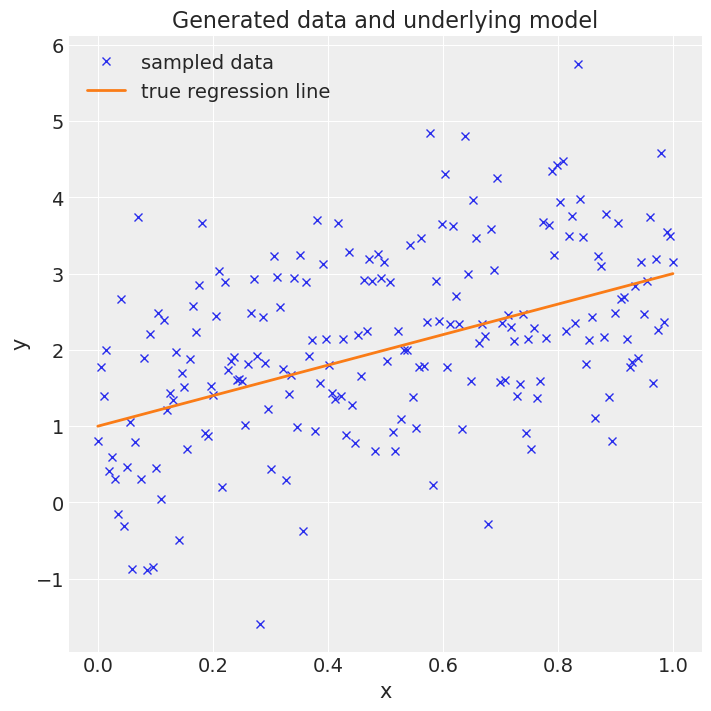 Generated data and underlying model
sampled data
true regression line
6
5
4
3
2
1
0
−1
y
0.0 0.2 0.4 0.6 0.8 1.0
x